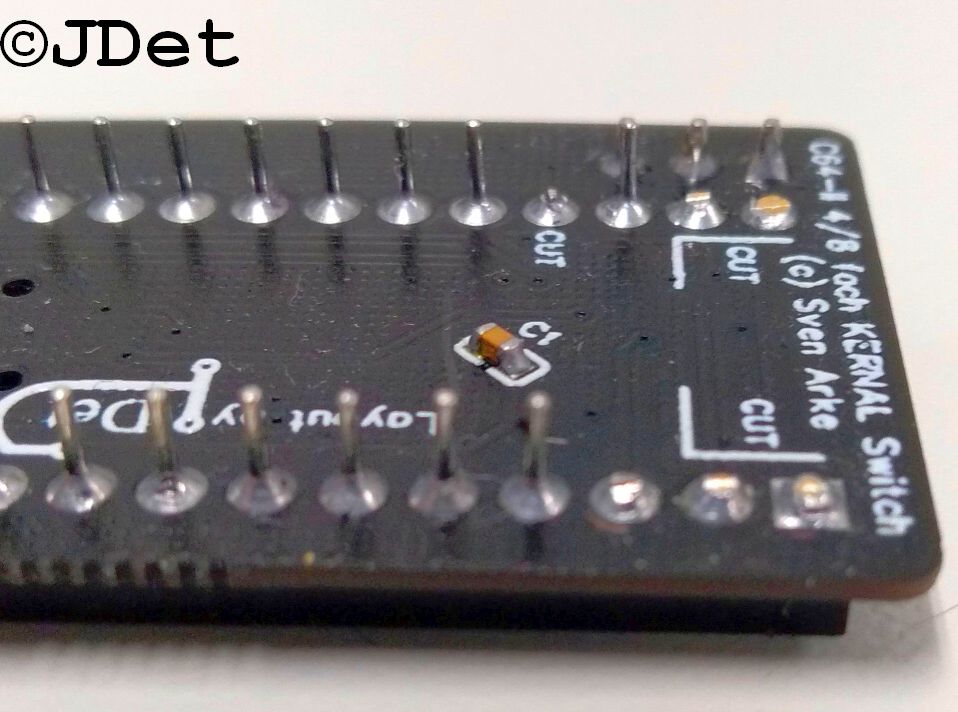 ©JDet
C64-II 4/8 fach KERNAL Switch
(c) Sven Arke
CUT
CUT
C1
CUT
Layout by JDet